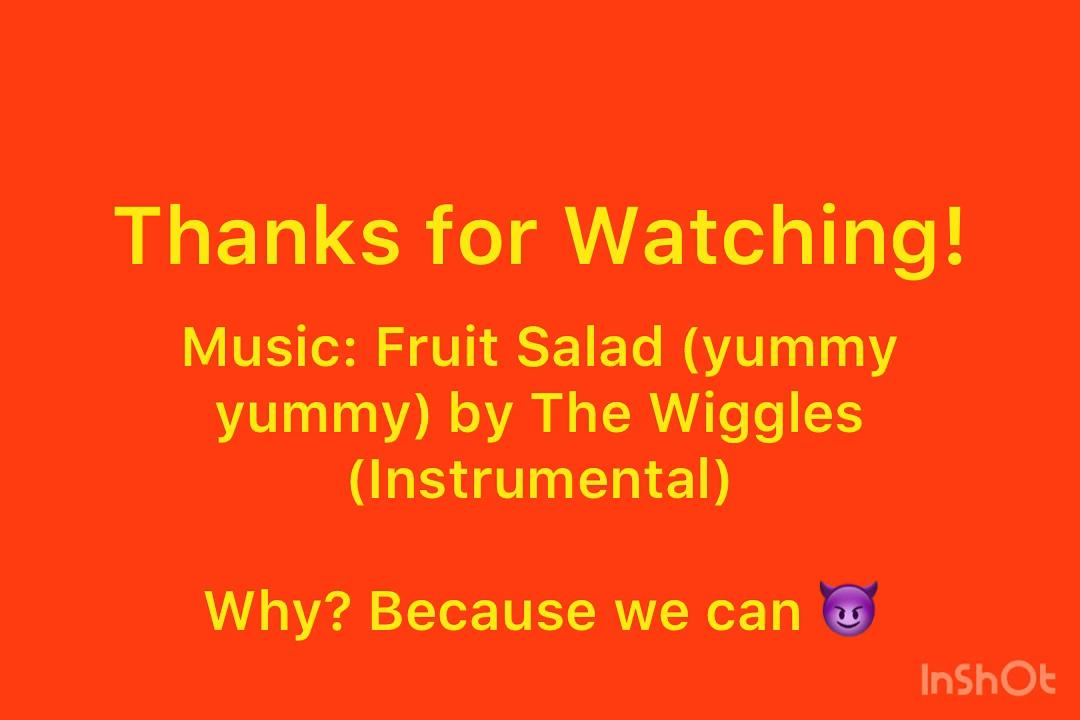 Thanks for Watching!
Music: Fruit Salad (yummy
yummy) by The Wiggles
(Instrumental)
Why? Because we can 😈
InShOt